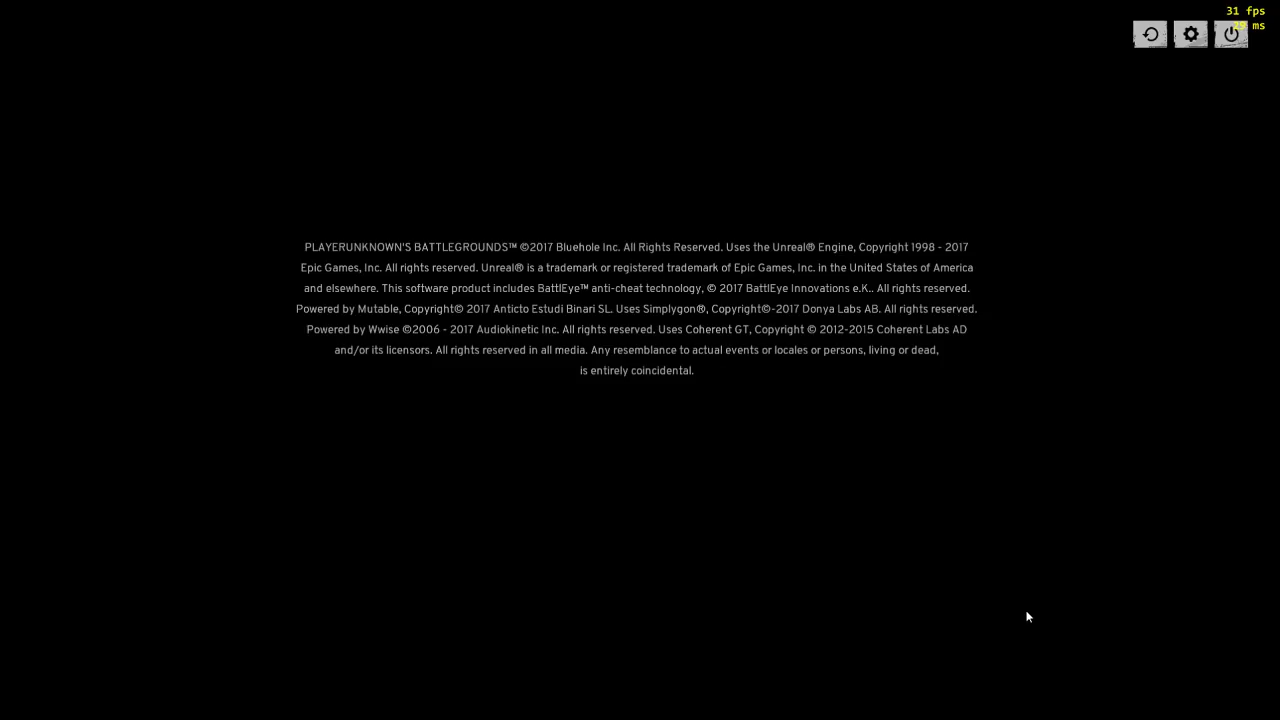 31 fps
ms
PLAYERUNKNOWN'S BATTLEGROUNDS™ ©2017 Bluehole Inc. All Rights Reserved. Uses the Unreal® Engine, Copyright 1998 - 2017
Epic Games, Inc. All rights reserved. Unreal® is a trademark or registered trademark of Epic Games, Inc. in the United States of America
and elsewhere. This software product includes BattlEye™ anti-cheat technology, © 2017 BattlEye Innovations e.K.. All rights reserved.
Powered by Mutable, Copyright© 2017 Anticto Estudi Binari SL. Uses Simplygon®, Copyright©-2017 Donya Labs AB. All rights reserved.
Powered by Wwise ©2006 - 2017 Audiokinetic Inc. All rights reserved. Uses Coherent GT, Copyright © 2012-2015 Coherent Labs AD
and/or its licensors. All rights reserved in all media. Any resemblance to actual events or locales or persons, living or dead,
is entirely coincidental.